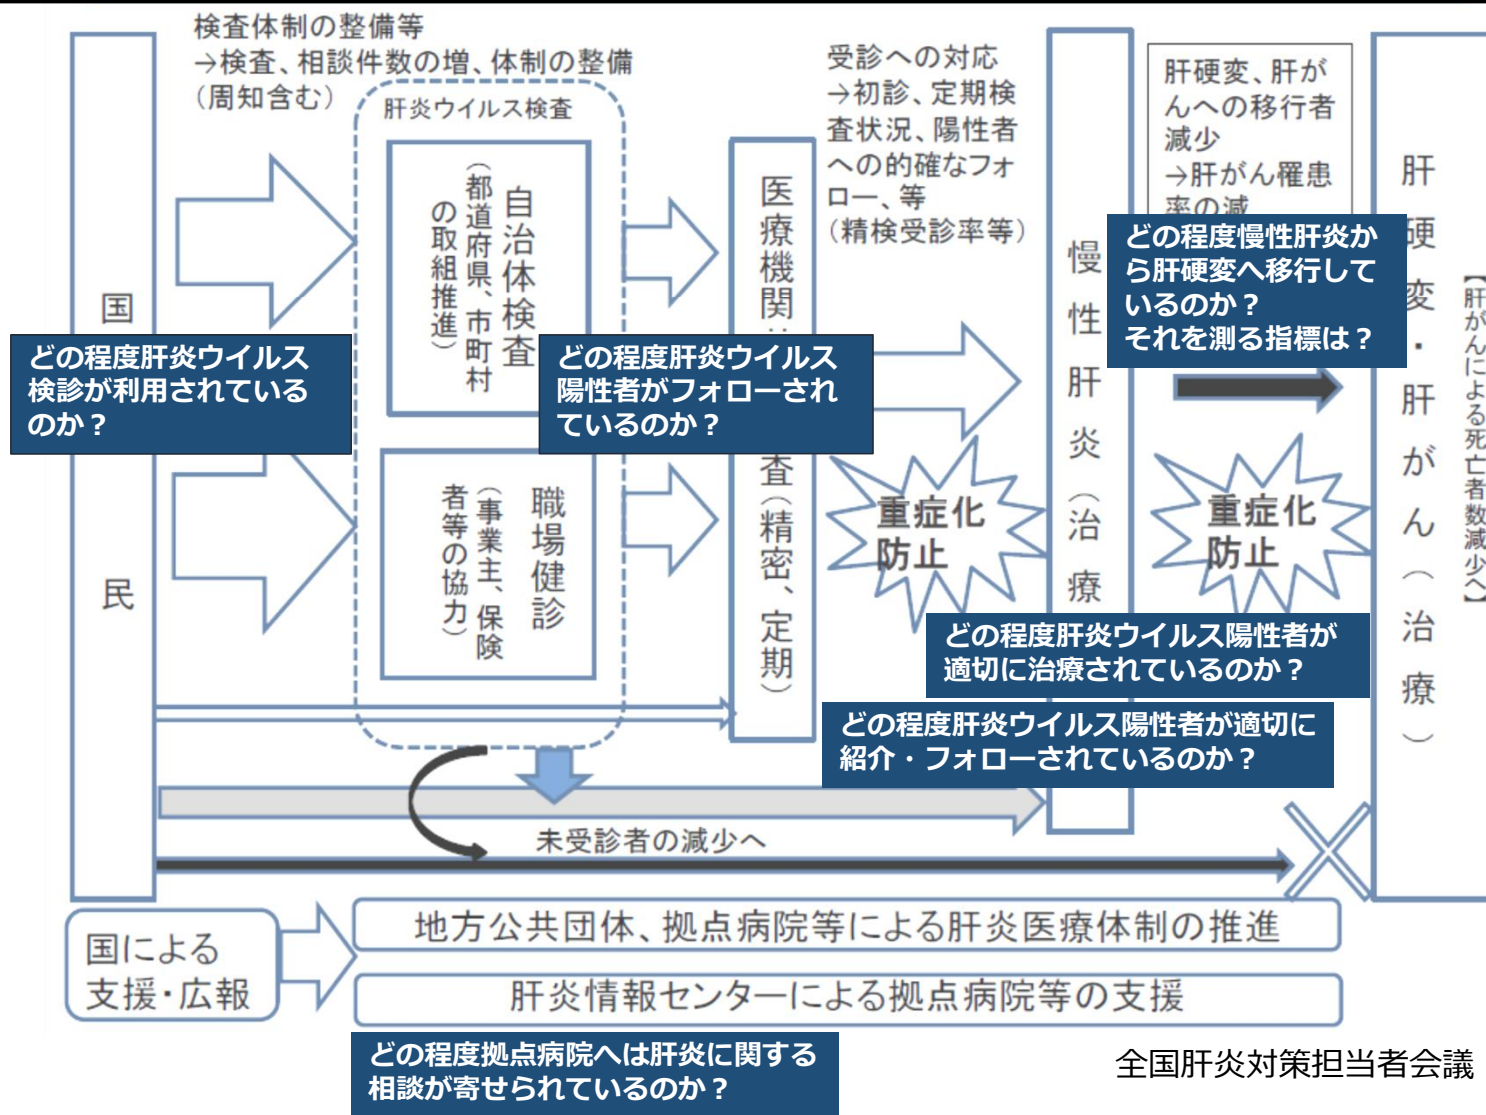 検査体制の整備等
→検査、相談件数の増、体制の整備
（周知含む）
国
民
肝炎ウイルス検査
自治体検査
（都道府県、市町村
の取組推進）
職場健診
（事業主、保険
者等の協力）
医療機関
査（精密、定期）
受診への対応
→初診、定期検
査状況、陽性者
への的確なフォ
ロー、等
（精検受診率等）
慢性肝炎（治療
肝硬変、肝が
んへの移行者
減少
→肝がん罹患
率の減
肝硬変・肝がん（治療）
【肝がんによる死亡者数減少へ】
どの程度肝炎ウイルス
検診が利用されている
のか？
どの程度肝炎ウイルス
陽性者がフォローされ
ているのか？
どの程度慢性肝炎か
ら肝硬変へ移行して
いるのか？
それを測る指標は？
重症化
防止
重症化
防止
どの程度肝炎ウイルス陽性者が
適切に治療されているのか？
どの程度肝炎ウイルス陽性者が適切に
紹介・フォローされているのか？
未受診者の減少へ
国による
支援・広報
地方公共団体、拠点病院等による肝炎医療体制の推進
肝炎情報センターによる拠点病院等の支援
どの程度拠点病院へは肝炎に関する
相談が寄せられているのか？
全国肝炎対策担当者会議